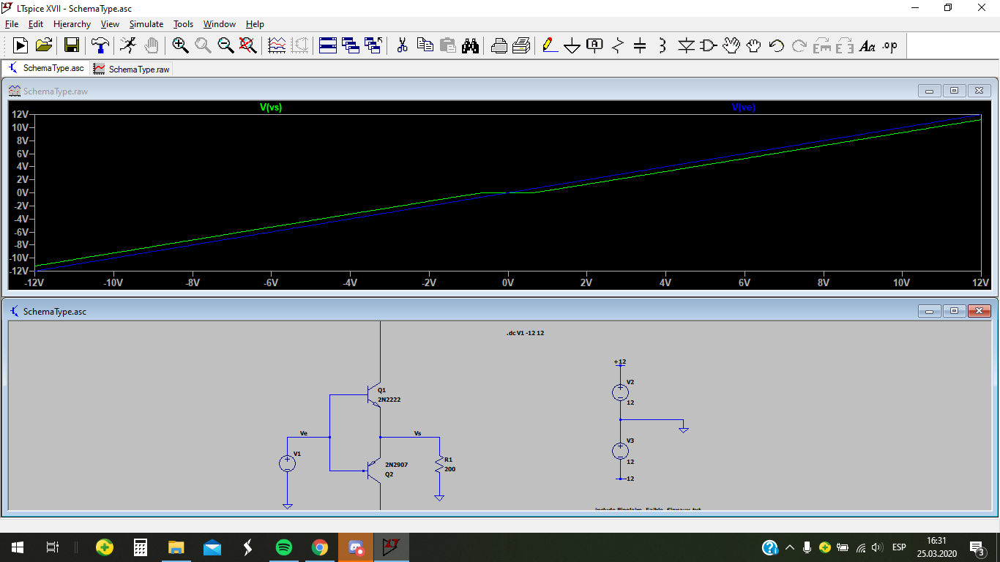 LTspice XVII - SchemaType.asc
File Edit Hierarchy View Simulate Tools Window Help
SchemaType.asc SchemaType.raw
SchemaType.raw
V(vs) V(ve)
12V
10V
8V
6V
4V
2V
0V
-2V
-4V
-6V
-8V
-10V
-12V
-12V -10V -8V -6V -4V -2V 0V 2V 4V 6V 8V 10V 12V
SchemaType.asc
.dc V1 -12 12
+12
V2
12
V3
12
-12
Q1
2N2222
Ve
Vs
V1
2N2907
Q2
R1
200
.include Bipolaire_Faible_Signaux.txt
ESP
16:31
25.03.2020
3